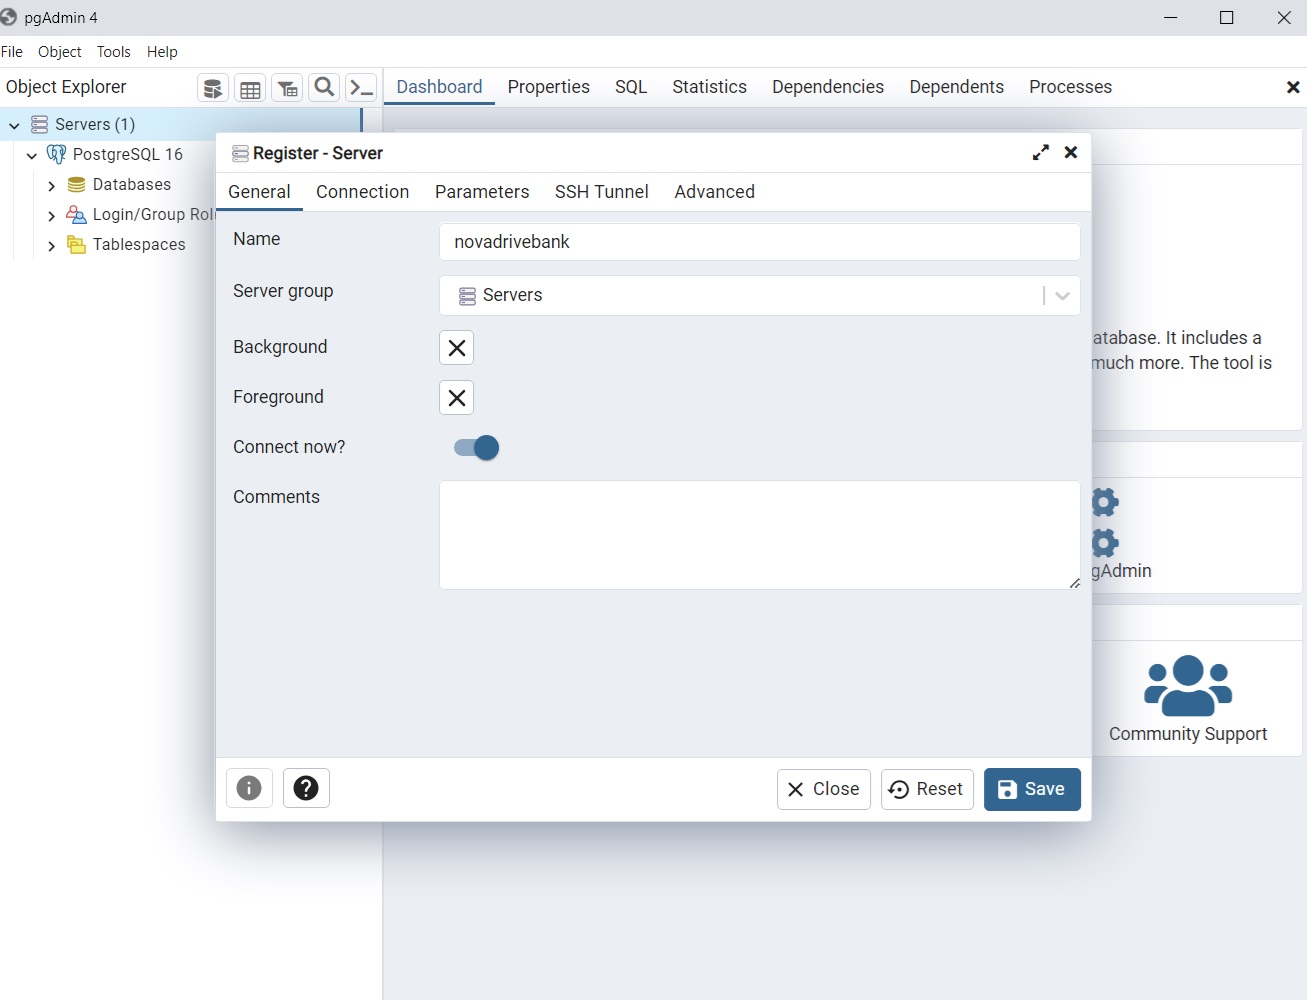 pgAdmin 4
File Object Tools Help
Object Explorer
Dashboard Properties SQL Statistics Dependencies Dependents Processes
Servers (1)
PostgreSQL 16
Databases
Login/Group Rol
Tablespaces
Register - Server
General Connection Parameters SSH Tunnel Advanced
Name novadrivebank
Server group Servers
Background
Foreground
Connect now?
Comments
Close Reset Save
atabase. It includes a
much more. The tool is
gAdmin
Community Support